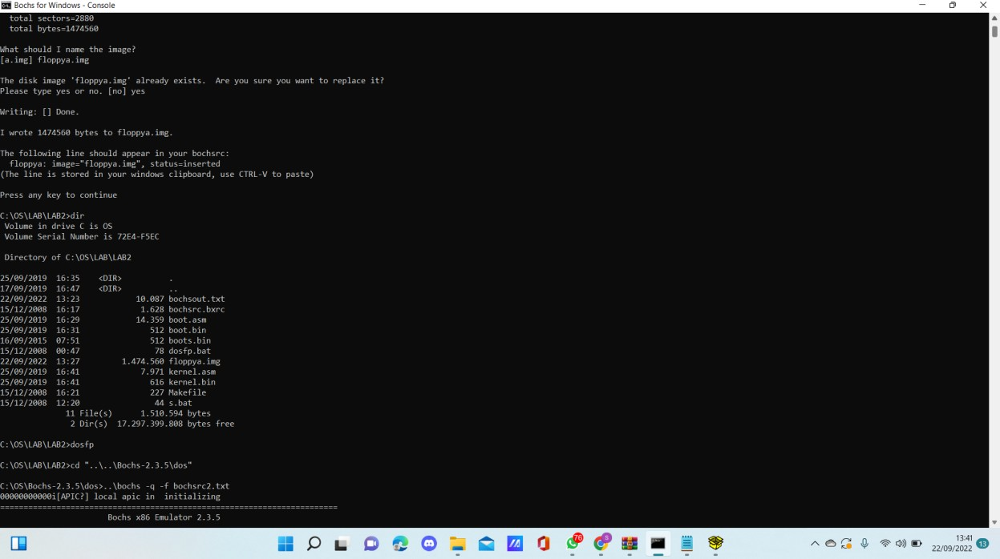 Bochs for Windows - Console
total sectors=2880
total bytes=1474560
What should I name the image?
[a.img] floppya.img
The disk image 'floppya.img' already exists.  Are you sure you want to replace it?
Please type yes or no. [no] yes
Writing: [] Done.
I wrote 1474560 bytes to floppya.img.
The following line should appear in your bochsrc:
  floppya: image="floppya.img", status=inserted
(The line is stored in your windows clipboard, use CTRL-V to paste)
Press any key to continue
C:\OS\LAB\LAB2>dir
 Volume in drive C is OS
 Volume Serial Number is 72E4-F5EC
 Directory of C:\OS\LAB\LAB2
25/09/2019  16:35    <DIR>          .
17/09/2019  16:47    <DIR>          ..
22/09/2022  13:23            10.087 bochsout.txt
15/12/2008  16:17             1.628 bochsrc.bxrc
25/09/2019  16:29            14.359 boot.asm
25/09/2019  16:31               512 boot.bin
16/09/2015  07:51               512 boots.bin
15/12/2008  00:47                78 dosfp.bat
22/09/2022  13:27         1.474.560 floppya.img
25/09/2019  16:41             7.971 kernel.asm
25/09/2019  16:41               616 kernel.bin
15/12/2008  16:21               227 Makefile
15/12/2008  12:20                44 s.bat
              11 File(s)      1.510.594 bytes
               2 Dir(s)  17.297.399.808 bytes free
C:\OS\LAB\LAB2>dosfp
C:\OS\LAB\LAB2>cd "..\..\Bochs-2.3.5\dos"
C:\OS\Bochs-2.3.5\dos>..\bochs -q -f bochsrc2.txt
00000000000i[APIC?] local apic in  initializing
========================================================================
                       Bochs x86 Emulator 2.3.5
76
S
13:41
22/09/2022
13